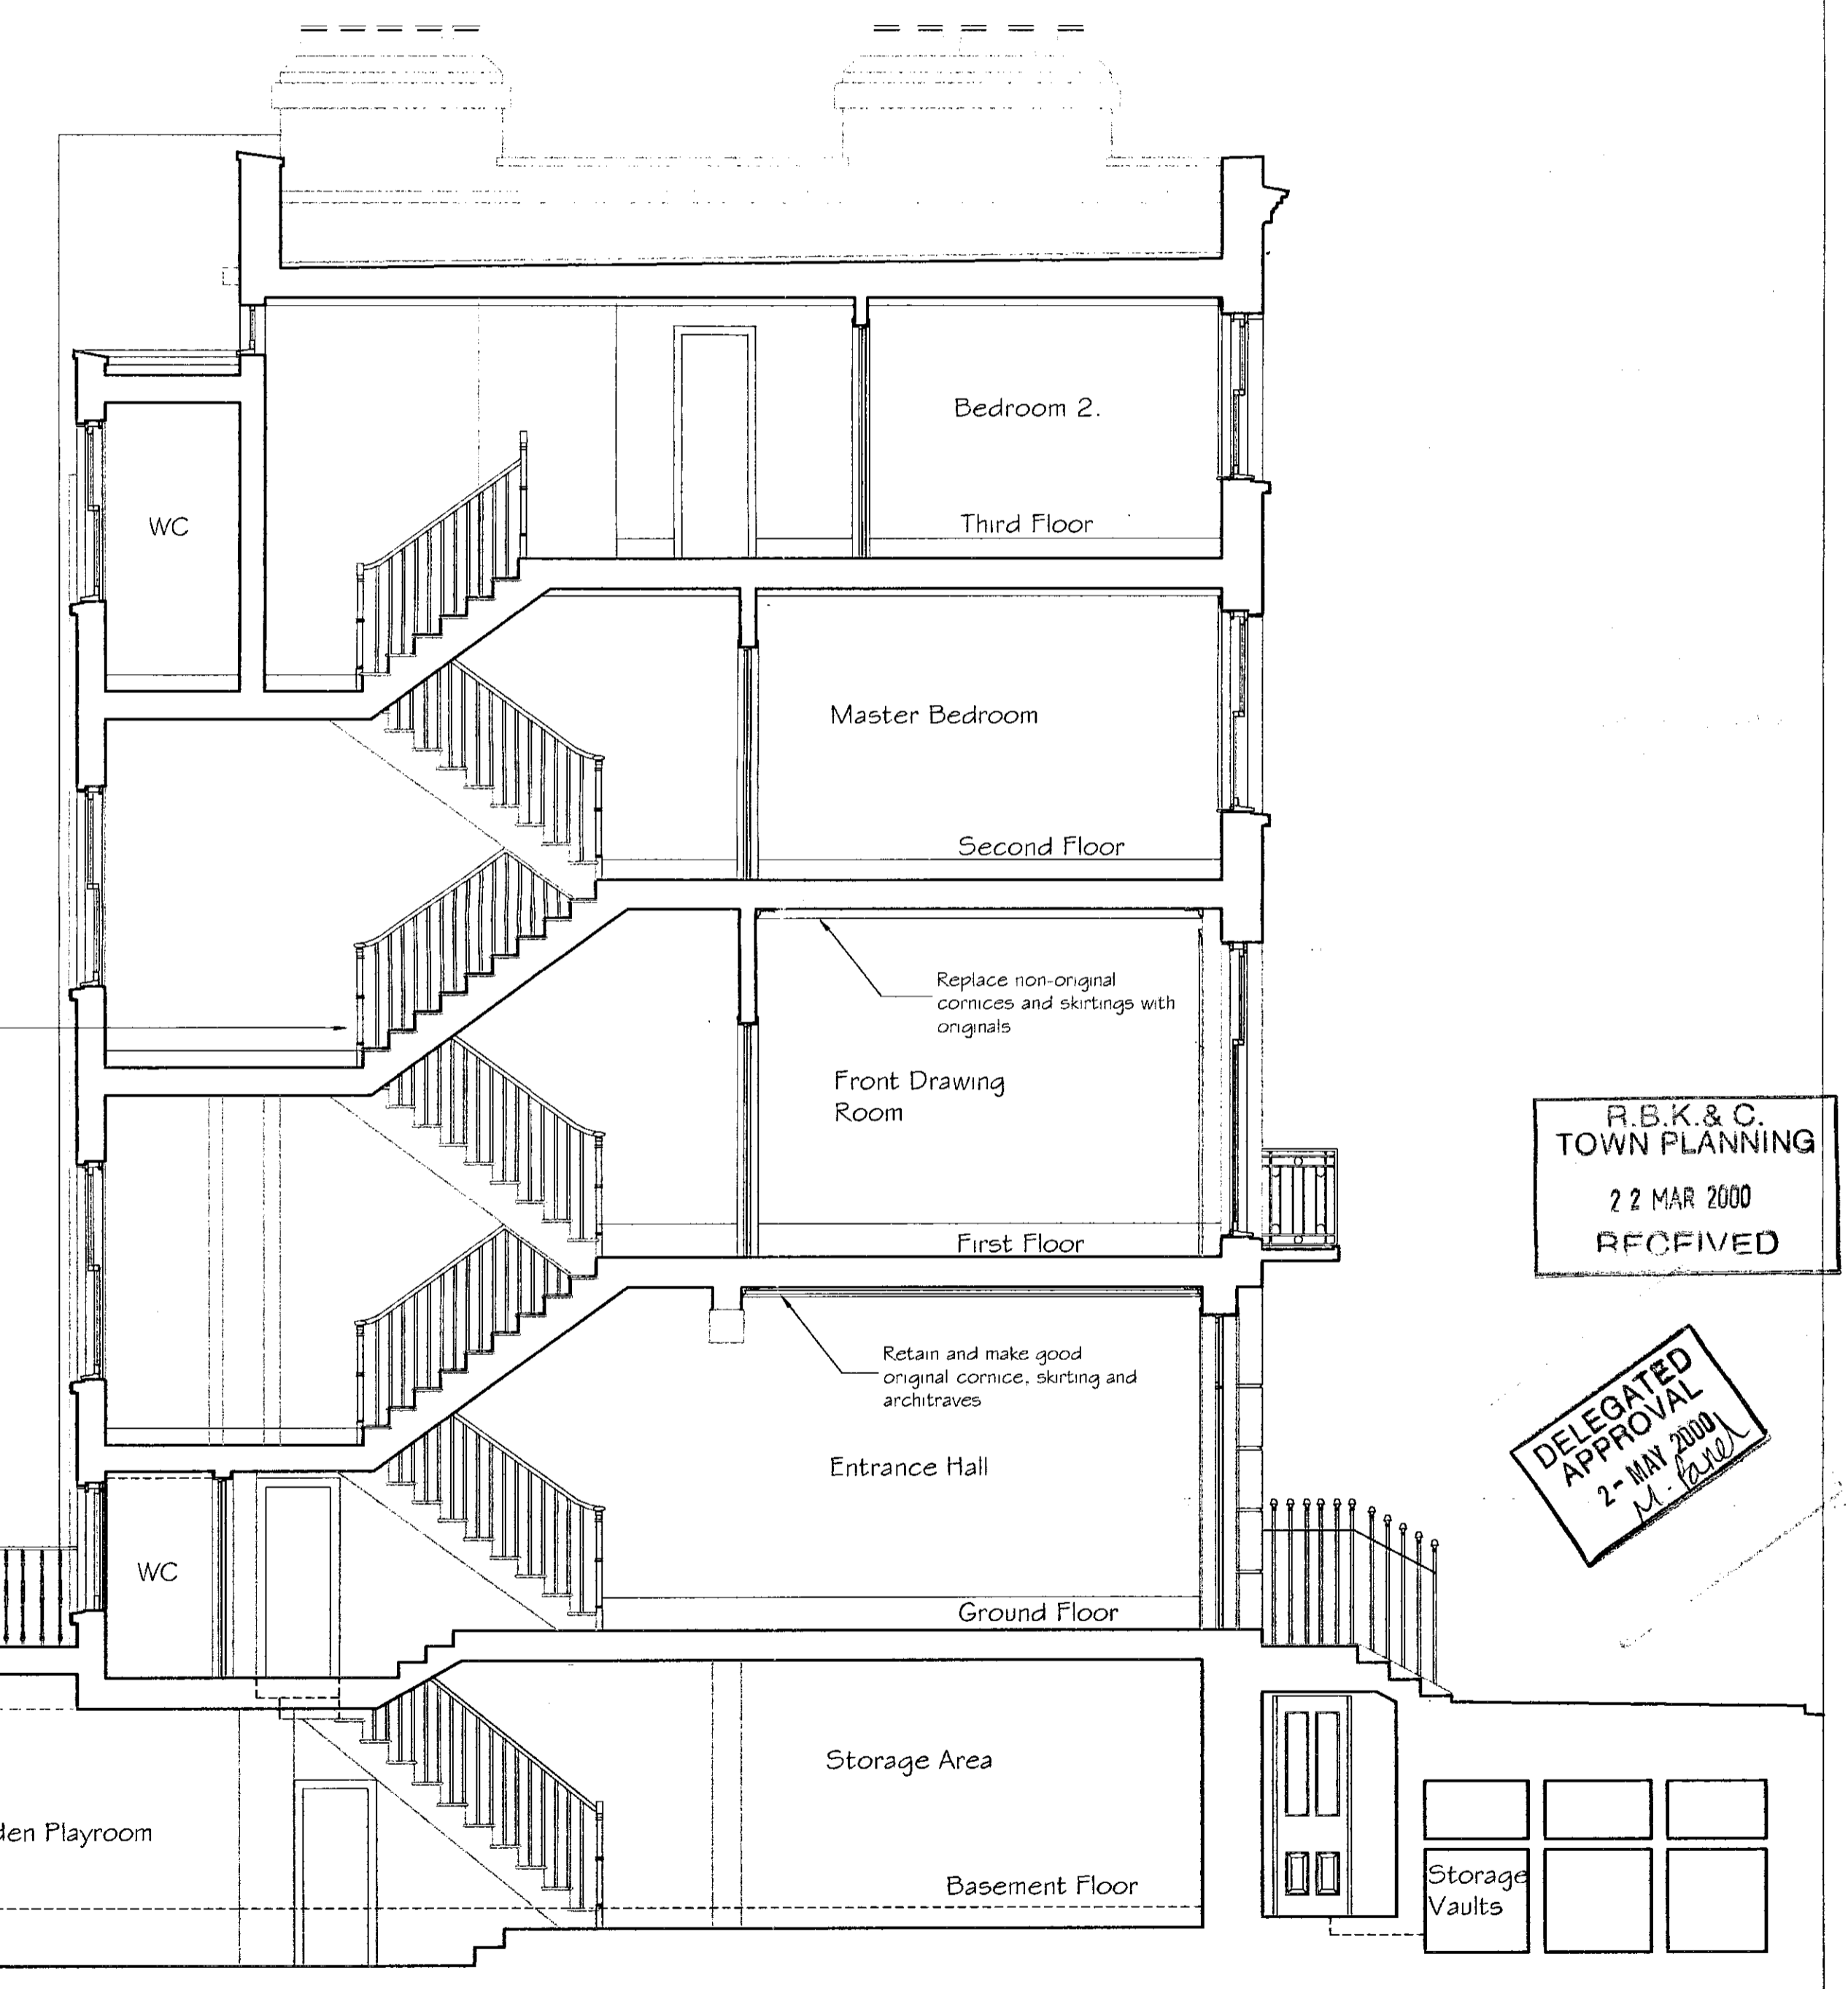 Bedroom 2.
WC
Third Floor
Master Bedroom
Second Floor
Replace non-original
cornices and skirtings with
originals
Front Drawing
Room
First Floor
R.B.K.& C.
TOWN PLANNING
22 MAR 2000
RECEIVED
Retain and make good
original cornice, skirting and
architraves
DELEGATED
APPROVAL
2- MAY 2000
Entrance Hall
WC
Ground Floor
Storage Area
den Playroom
Basement Floor
Storage
Vaults